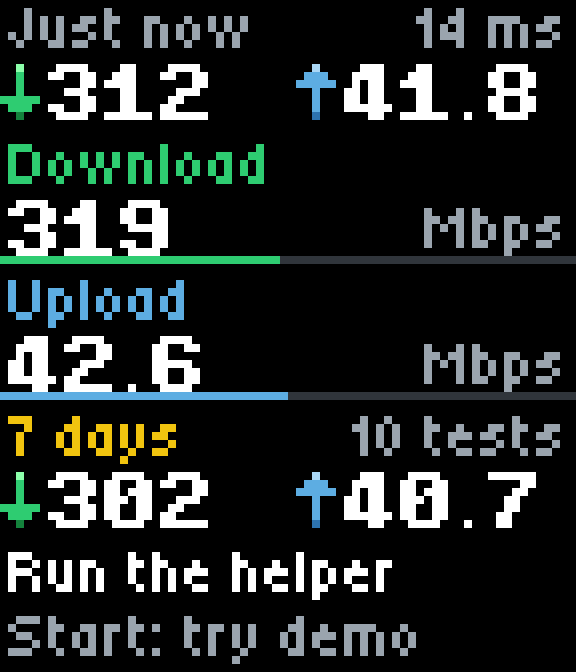 Just now 14 ms
↓312 ↑41.8
Download
319 Mbps
Upload
42.6 Mbps
7 days 10 tests
↓302 ↑40.7
Run the helper
Start: try demo